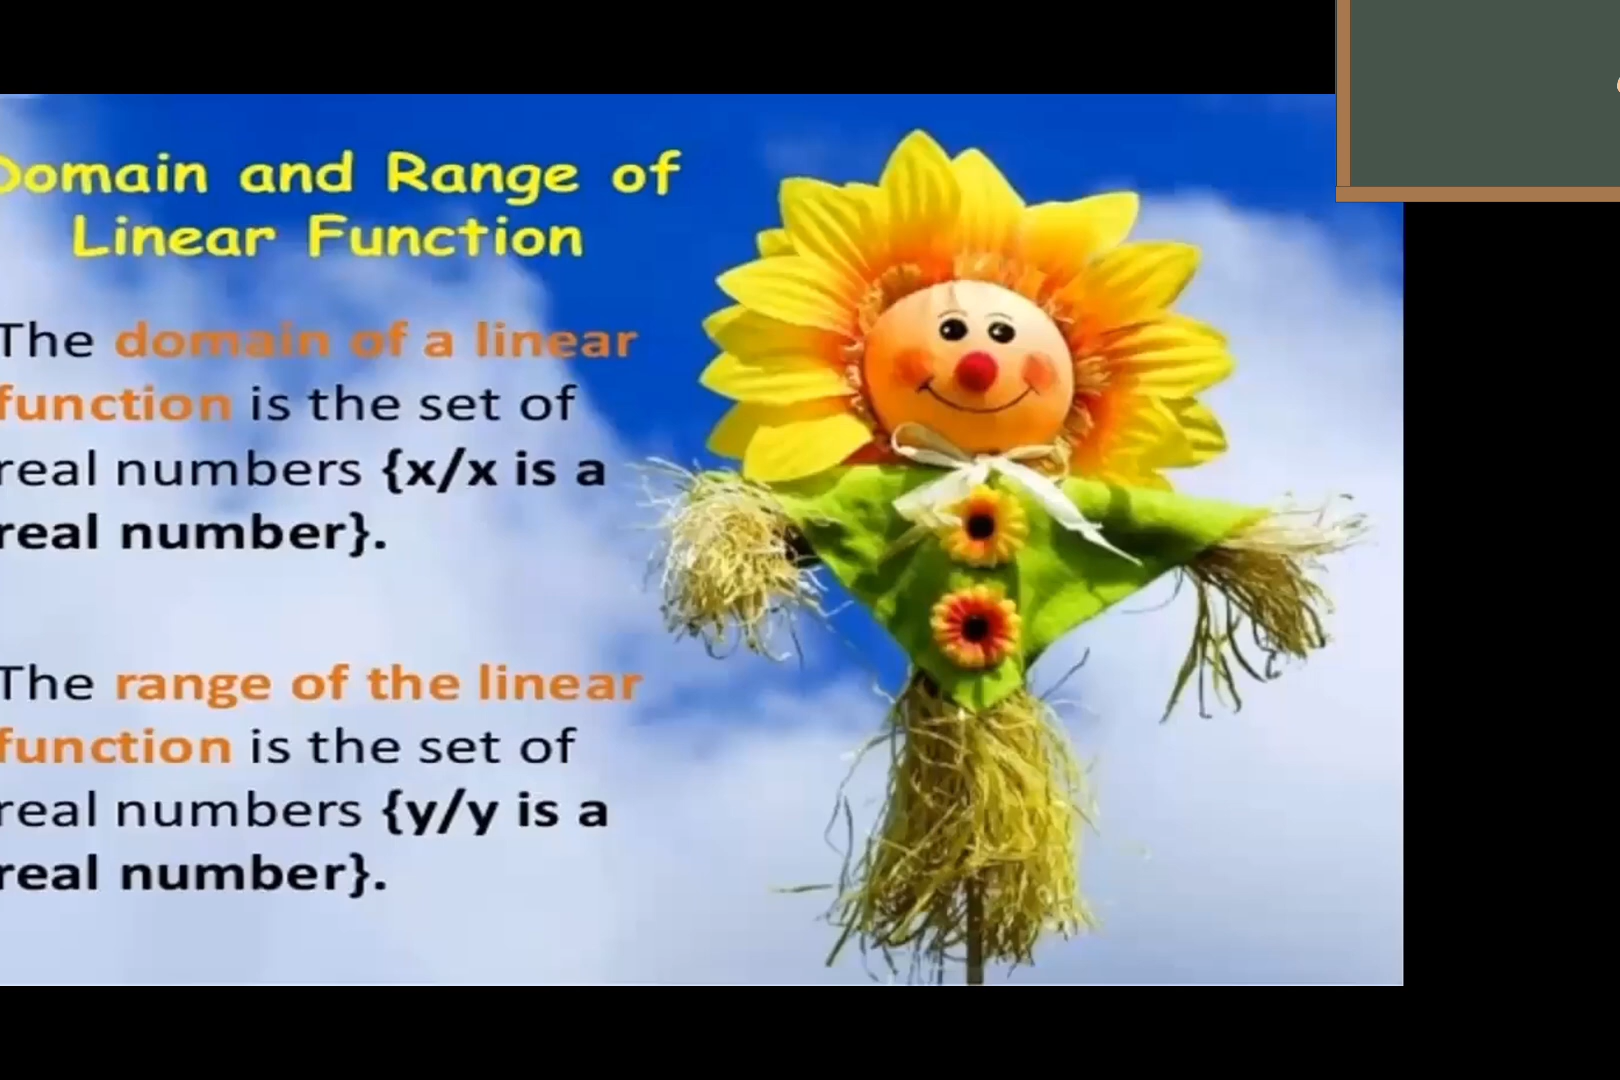 Domain and Range of
Linear Function
The domain of a linear
function is the set of
real numbers {x/x is a
real number}.
The range of the linear
function is the set of
real numbers {y/y is a
real number}.